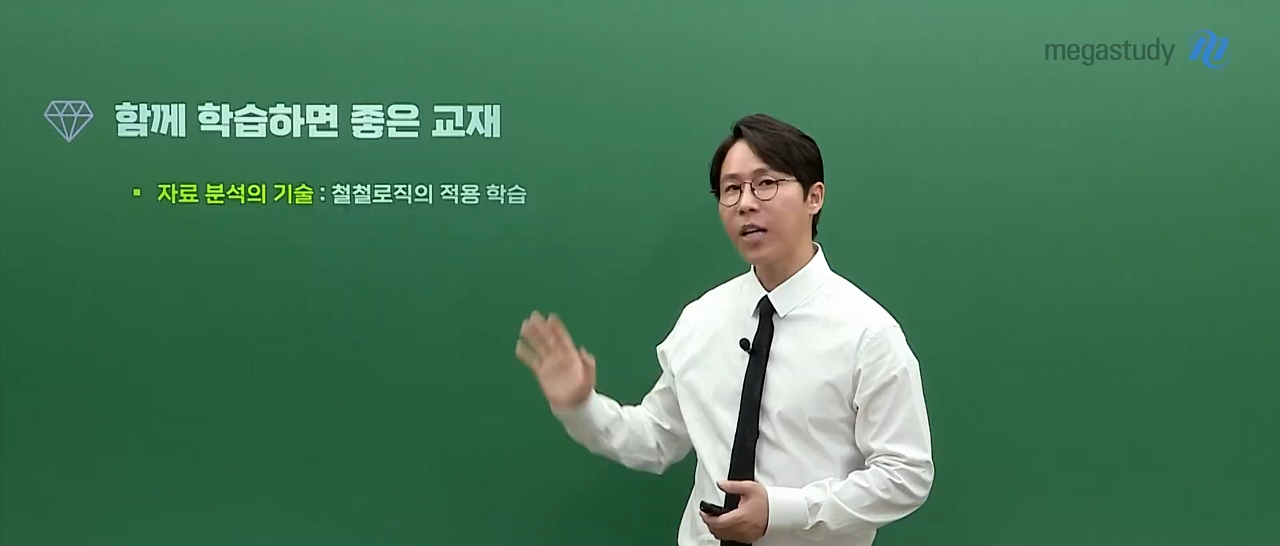 megastudy
함께 학습하면 좋은 교재
자료 분석의 기술 : 철철로직의 적용 학습